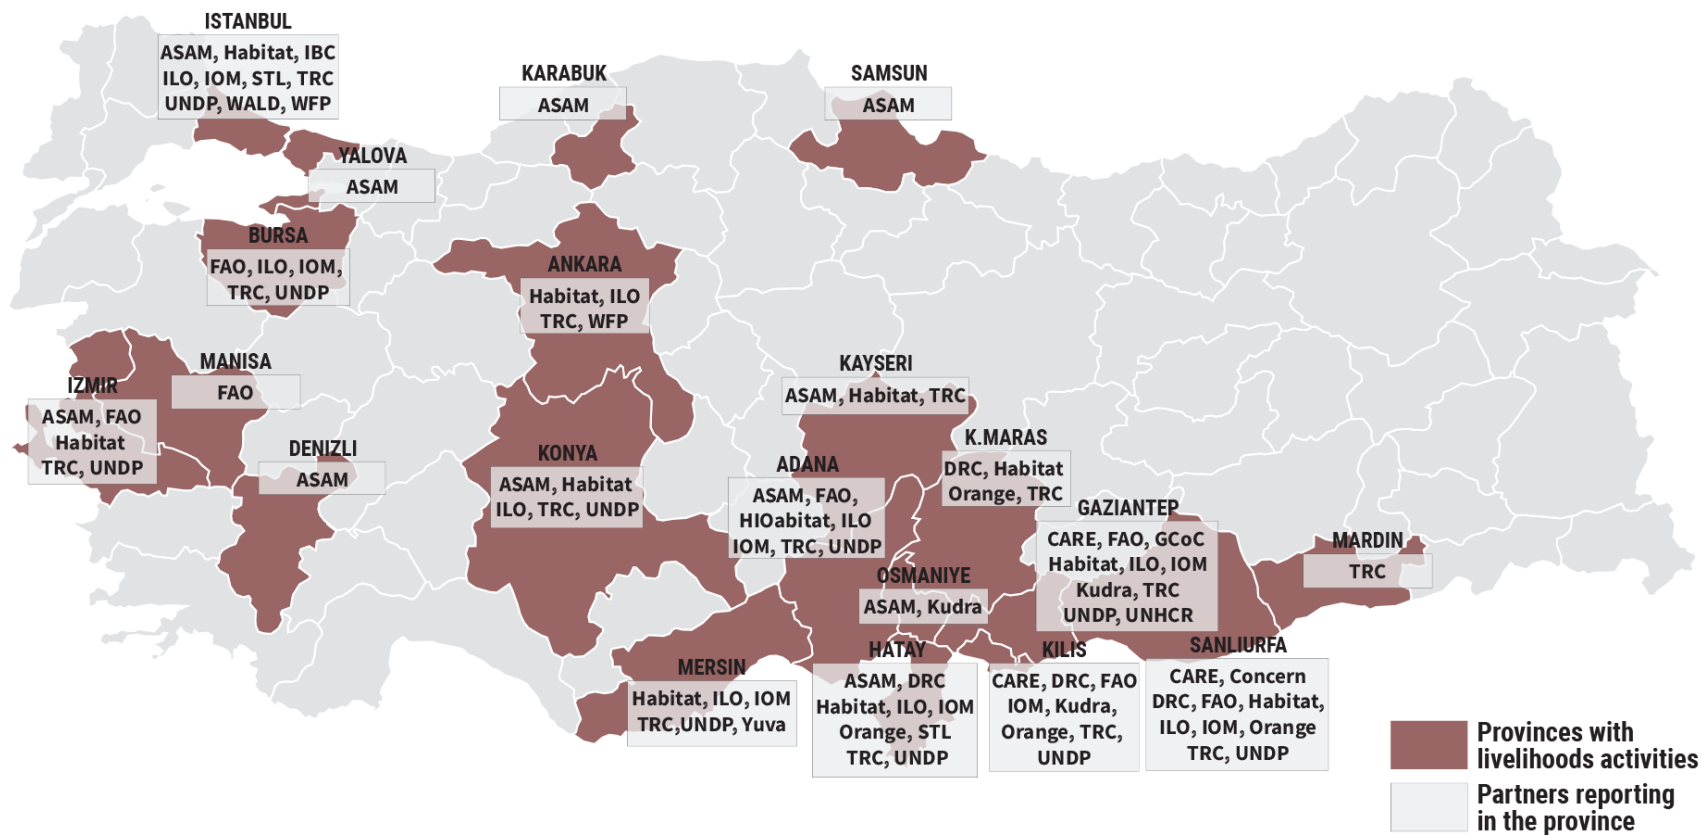 ISTANBUL
ASAM, Habitat, IBC
ILO, IOM, STL, TRC
UNDP, WALD, WFP
KARABUK
ASAM
SAMSUN
ASAM
YALOVA
ASAM
BURSA
FAO, ILO, IOM,
TRC, UNDP
ANKARA
Habitat, ILO
TRC, WFP
MANISA
FAO
IZMIR
ASAM, FAO
Habitat
TRC, UNDP
DENIZLI
ASAM
KONYA
ASAM, Habitat
ILO, TRC, UNDP
KAYSERI
ASAM, Habitat, TRC
ADANA
ASAM, FAO,
HIOabitat, ILO
IOM, TRC, UNDP
K.MARAS
DRC, Habitat
Orange, TRC
GAZIANTEP
CARE, FAO, GCoC
Habitat, ILO, IOM
Kudra, TRC
UNDP, UNHCR
MARDIN
TRC
OSMANIYE
ASAM, Kudra
MERSIN
Habitat, ILO, IOM
TRC,UNDP, Yuva
HATAY
ASAM, DRC
Habitat, ILO, IOM
Orange, STL
TRC, UNDP
KILIS
CARE, DRC, FAO
IOM, Kudra,
Orange, TRC,
UNDP
SANLIURFA
CARE, Concern
DRC, FAO, Habitat,
ILO, IOM, Orange
TRC, UNDP
Provinces with
livelihoods activities
Partners reporting
in the province